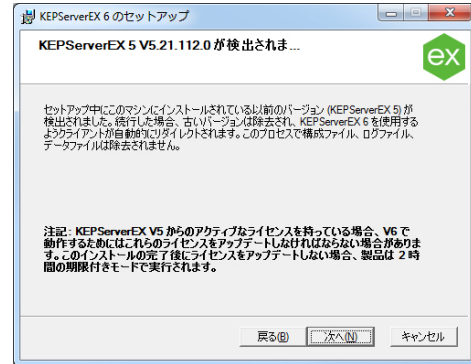 KEPServerEX 6 のセットアップ
KEPServerEX 5 V5.21.112.0 が検出されま...
ex
セットアップ中にこのマシンにインストールされている以前のバージョン (KEPServerEX 5) が
検出されました。続行した場合、古いバージョンは除去され、KEPServerEX 6 を使用する
ようクライアントが自動的にリダイレクトされます。このプロセスで構成ファイル、ログファイル、
データファイルは除去されません。
注記: KEPServerEX V5 からのアクティブなライセンスを持っている場合、V6 で
動作するためにはこれらのライセンスをアップデートしなければならない場合がありま
す。このインストールの完了後にライセンスをアップデートしない場合、製品は 2 時
間の期限付きモードで実行されます。
戻る(B)
次へ(N)
キャンセル